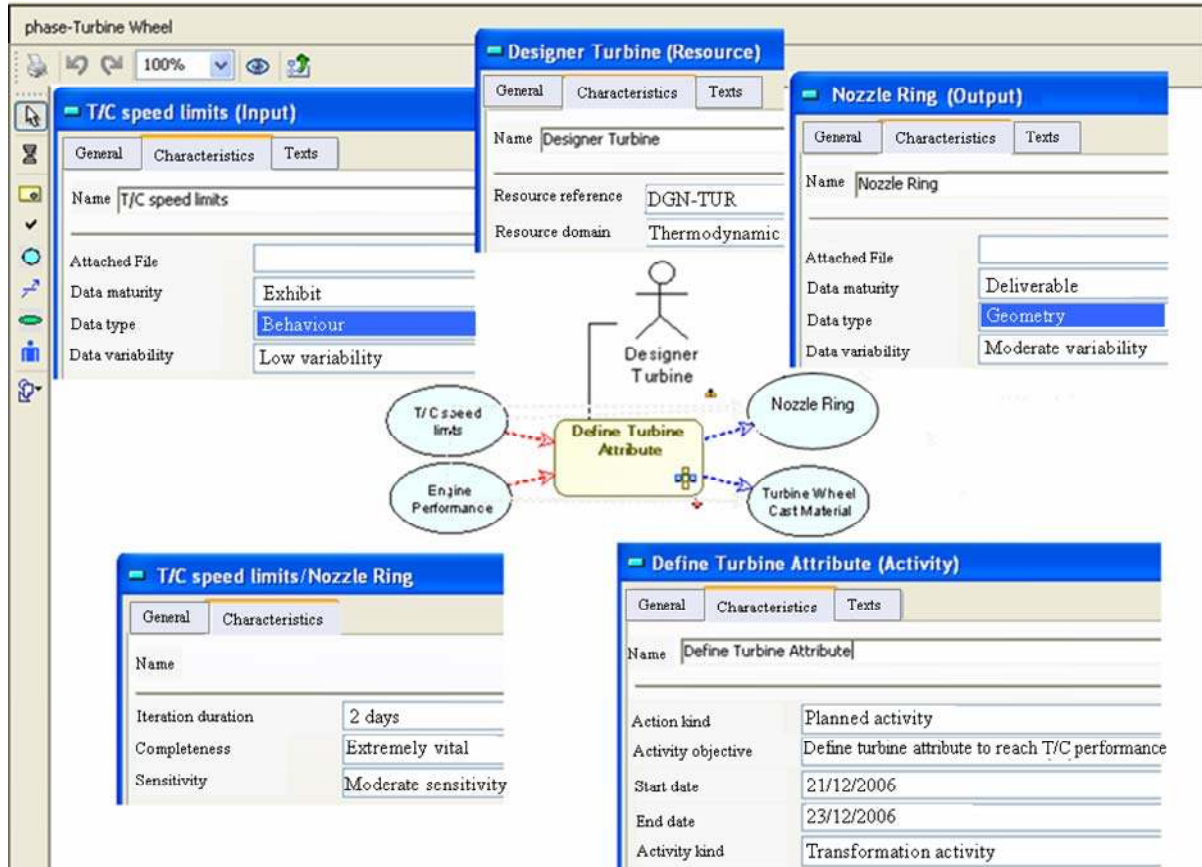 phase-Turbine Wheel
100%
Designer Turbine (Resource)
General Characteristics Texts
Name Designer Turbine
Resource reference DGN-TUR
Resource domain Thermodynamic
T/C speed limits (Input)
General Characteristics Texts
Name T/C speed limits
Attached File
Data maturity Exhibit
Data type Behaviour
Data variability Low variability
Nozzle Ring (Output)
General Characteristics Texts
Name Nozzle Ring
Attached File
Data maturity Deliverable
Data type Geometry
Data variability Moderate variability
Designer
Turbine
T/C speed
limits
Define Turbine
Attribute
Nozzle Ring
Engine
Performance
Turbine Wheel
Cast Material
T/C speed limits/Nozzle Ring
General Characteristics
Name
Iteration duration 2 days
Completeness Extremely vital
Sensitivity Moderate sensitivity
Define Turbine Attribute (Activity)
General Characteristics Texts
Name Define Turbine Attribute
Action kind Planned activity
Activity objective Define turbine attribute to reach T/C performance
Start date 21/12/2006
End date 23/12/2006
Activity kind Transformation activity